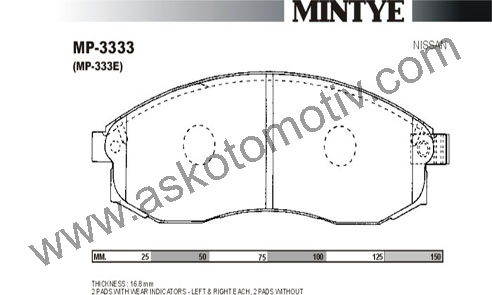 MINTYE
MP-3333
(MP-333E)
NISSAN
www.askotomotiv.com
MM. 25 50 75 100 125 150
THICKNESS : 16.8 mm
2 PADS WITH WEAR INDICATORS - LEFT & RIGHT EACH, 2 PADS WITHOUT